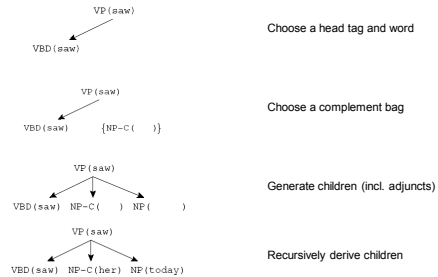 VP(saw)
VBD(saw)
Choose a head tag and word
VP(saw)
VBD(saw) {NP-C( )}
Choose a complement bag
VP(saw)
VBD(saw) NP-C( ) NP( )
Generate children (incl. adjuncts)
VP(saw)
VBD(saw) NP-C(her) NP(today)
Recursively derive children